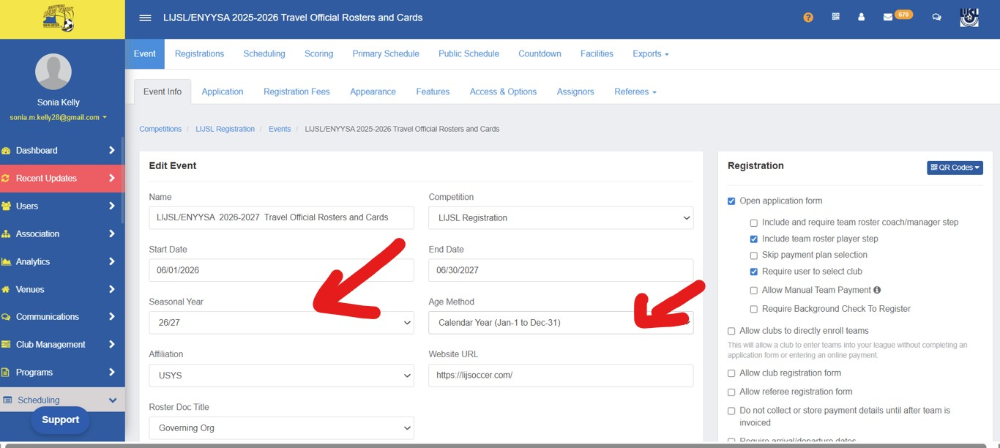 LIJSL/ENYYSA 2025-2026 Travel Official Rosters and Cards
670
Sonia Kelly
sonia.m.kelly28@gmail.com
Dashboard
Recent Updates
Users
Association
Analytics
Venues
Communications
Club Management
Programs
Scheduling
Support
Event
Registrations
Scheduling
Scoring
Primary Schedule
Public Schedule
Countdown
Facilities
Exports
Event Info
Application
Registration Fees
Appearance
Features
Access & Options
Assignors
Referees
Competitions / LIJSL Registration / Events / LIJSL/ENYYSA 2025-2026 Travel Official Rosters and Cards
Edit Event
Name
LIJSL/ENYYSA 2026-2027 Travel Official Rosters and Cards
Competition
LIJSL Registration
Start Date
06/01/2026
End Date
06/30/2027
Seasonal Year
26/27
Age Method
Calendar Year (Jan-1 to Dec-31)
Affiliation
USYS
Website URL
https://lijsoccer.com/
Roster Doc Title
Governing Org
Registration
QR Codes
Open application form
Include and require team roster coach/manager step
Include team roster player step
Skip payment plan selection
Require user to select club
Allow Manual Team Payment
Require Background Check To Register
Allow clubs to directly enroll teams
This will allow a club to enter teams into your league without completing an
application form or entering an online payment.
Allow club registration form
Allow referee registration form
Do not collect or store payment details until after team is
invoiced
Require arrival/departure dates